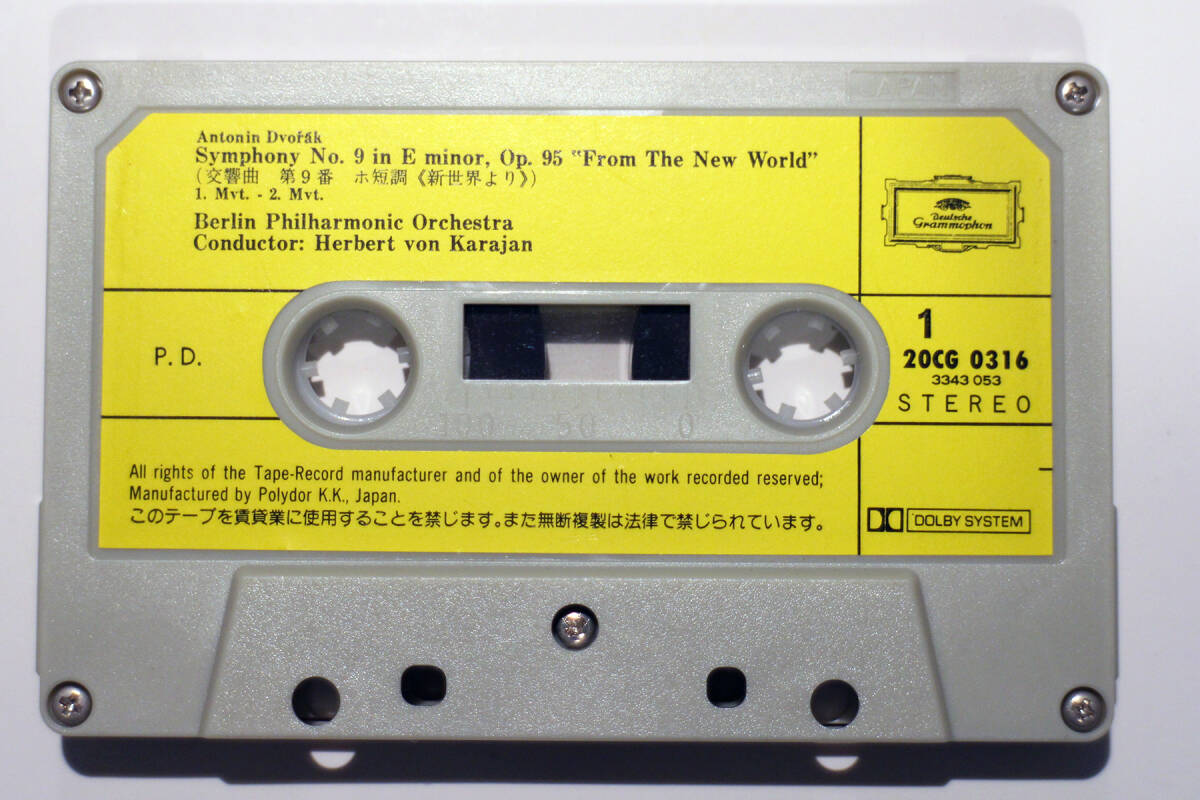 Antonin Dvořák
Symphony No. 9 in E minor, Op. 95 “From The New World”
(交響曲　第9番　ホ短調《新世界より》)
1. Mvt. - 2. Mvt.
Berlin Philharmonic Orchestra
Conductor: Herbert von Karajan
Deutsche
Grammophon
P. D.
1
20CG 0316
3343 053
STEREO
100 50 0
All rights of the Tape-Record manufacturer and of the owner of the work recorded reserved;
Manufactured by Polydor K.K., Japan.
このテープを賃貸業に使用することを禁じます。また無断複製は法律で禁じられています。
DOLBY SYSTEM